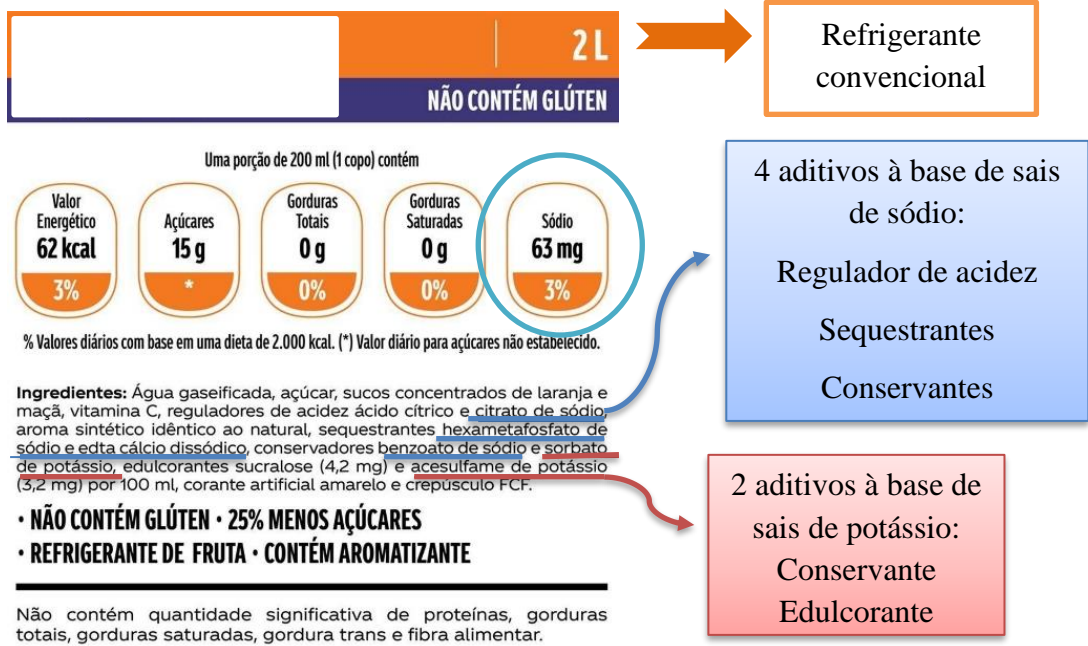 2 L
NÃO CONTÉM GLÚTEN
Refrigerante
convencional
Uma porção de 200 ml (1 copo) contém
Valor
Energético
62 kcal
3%
Açúcares
15 g
*
Gorduras
Totais
0 g
0%
Gorduras
Saturadas
0 g
0%
Sódio
63 mg
3%
% Valores diários com base em uma dieta de 2.000 kcal. (*) Valor diário para açúcares não estabelecido.
4 aditivos à base de sais
de sódio:
Regulador de acidez
Sequestrantes
Conservantes
Ingredientes: Água gaseificada, açúcar, sucos concentrados de laranja e
maçã, vitamina C, reguladores de acidez ácido cítrico e citrato de sódio,
aroma sintético idêntico ao natural, sequestrantes hexametafosfato de
sódio e edta cálcio dissódico, conservadores benzoato de sódio e sorbato
de potássio, edulcorantes sucralose (4,2 mg) e acesulfame de potássio
(3,2 mg) por 100 ml, corante artificial amarelo e crepúsculo FCF.
• NÃO CONTÉM GLÚTEN • 25% MENOS AÇÚCARES
• REFRIGERANTE DE FRUTA • CONTÉM AROMATIZANTE
2 aditivos à base de
sais de potássio:
Conservante
Edulcorante
Não contém quantidade significativa de proteínas, gorduras
totais, gorduras saturadas, gordura trans e fibra alimentar.